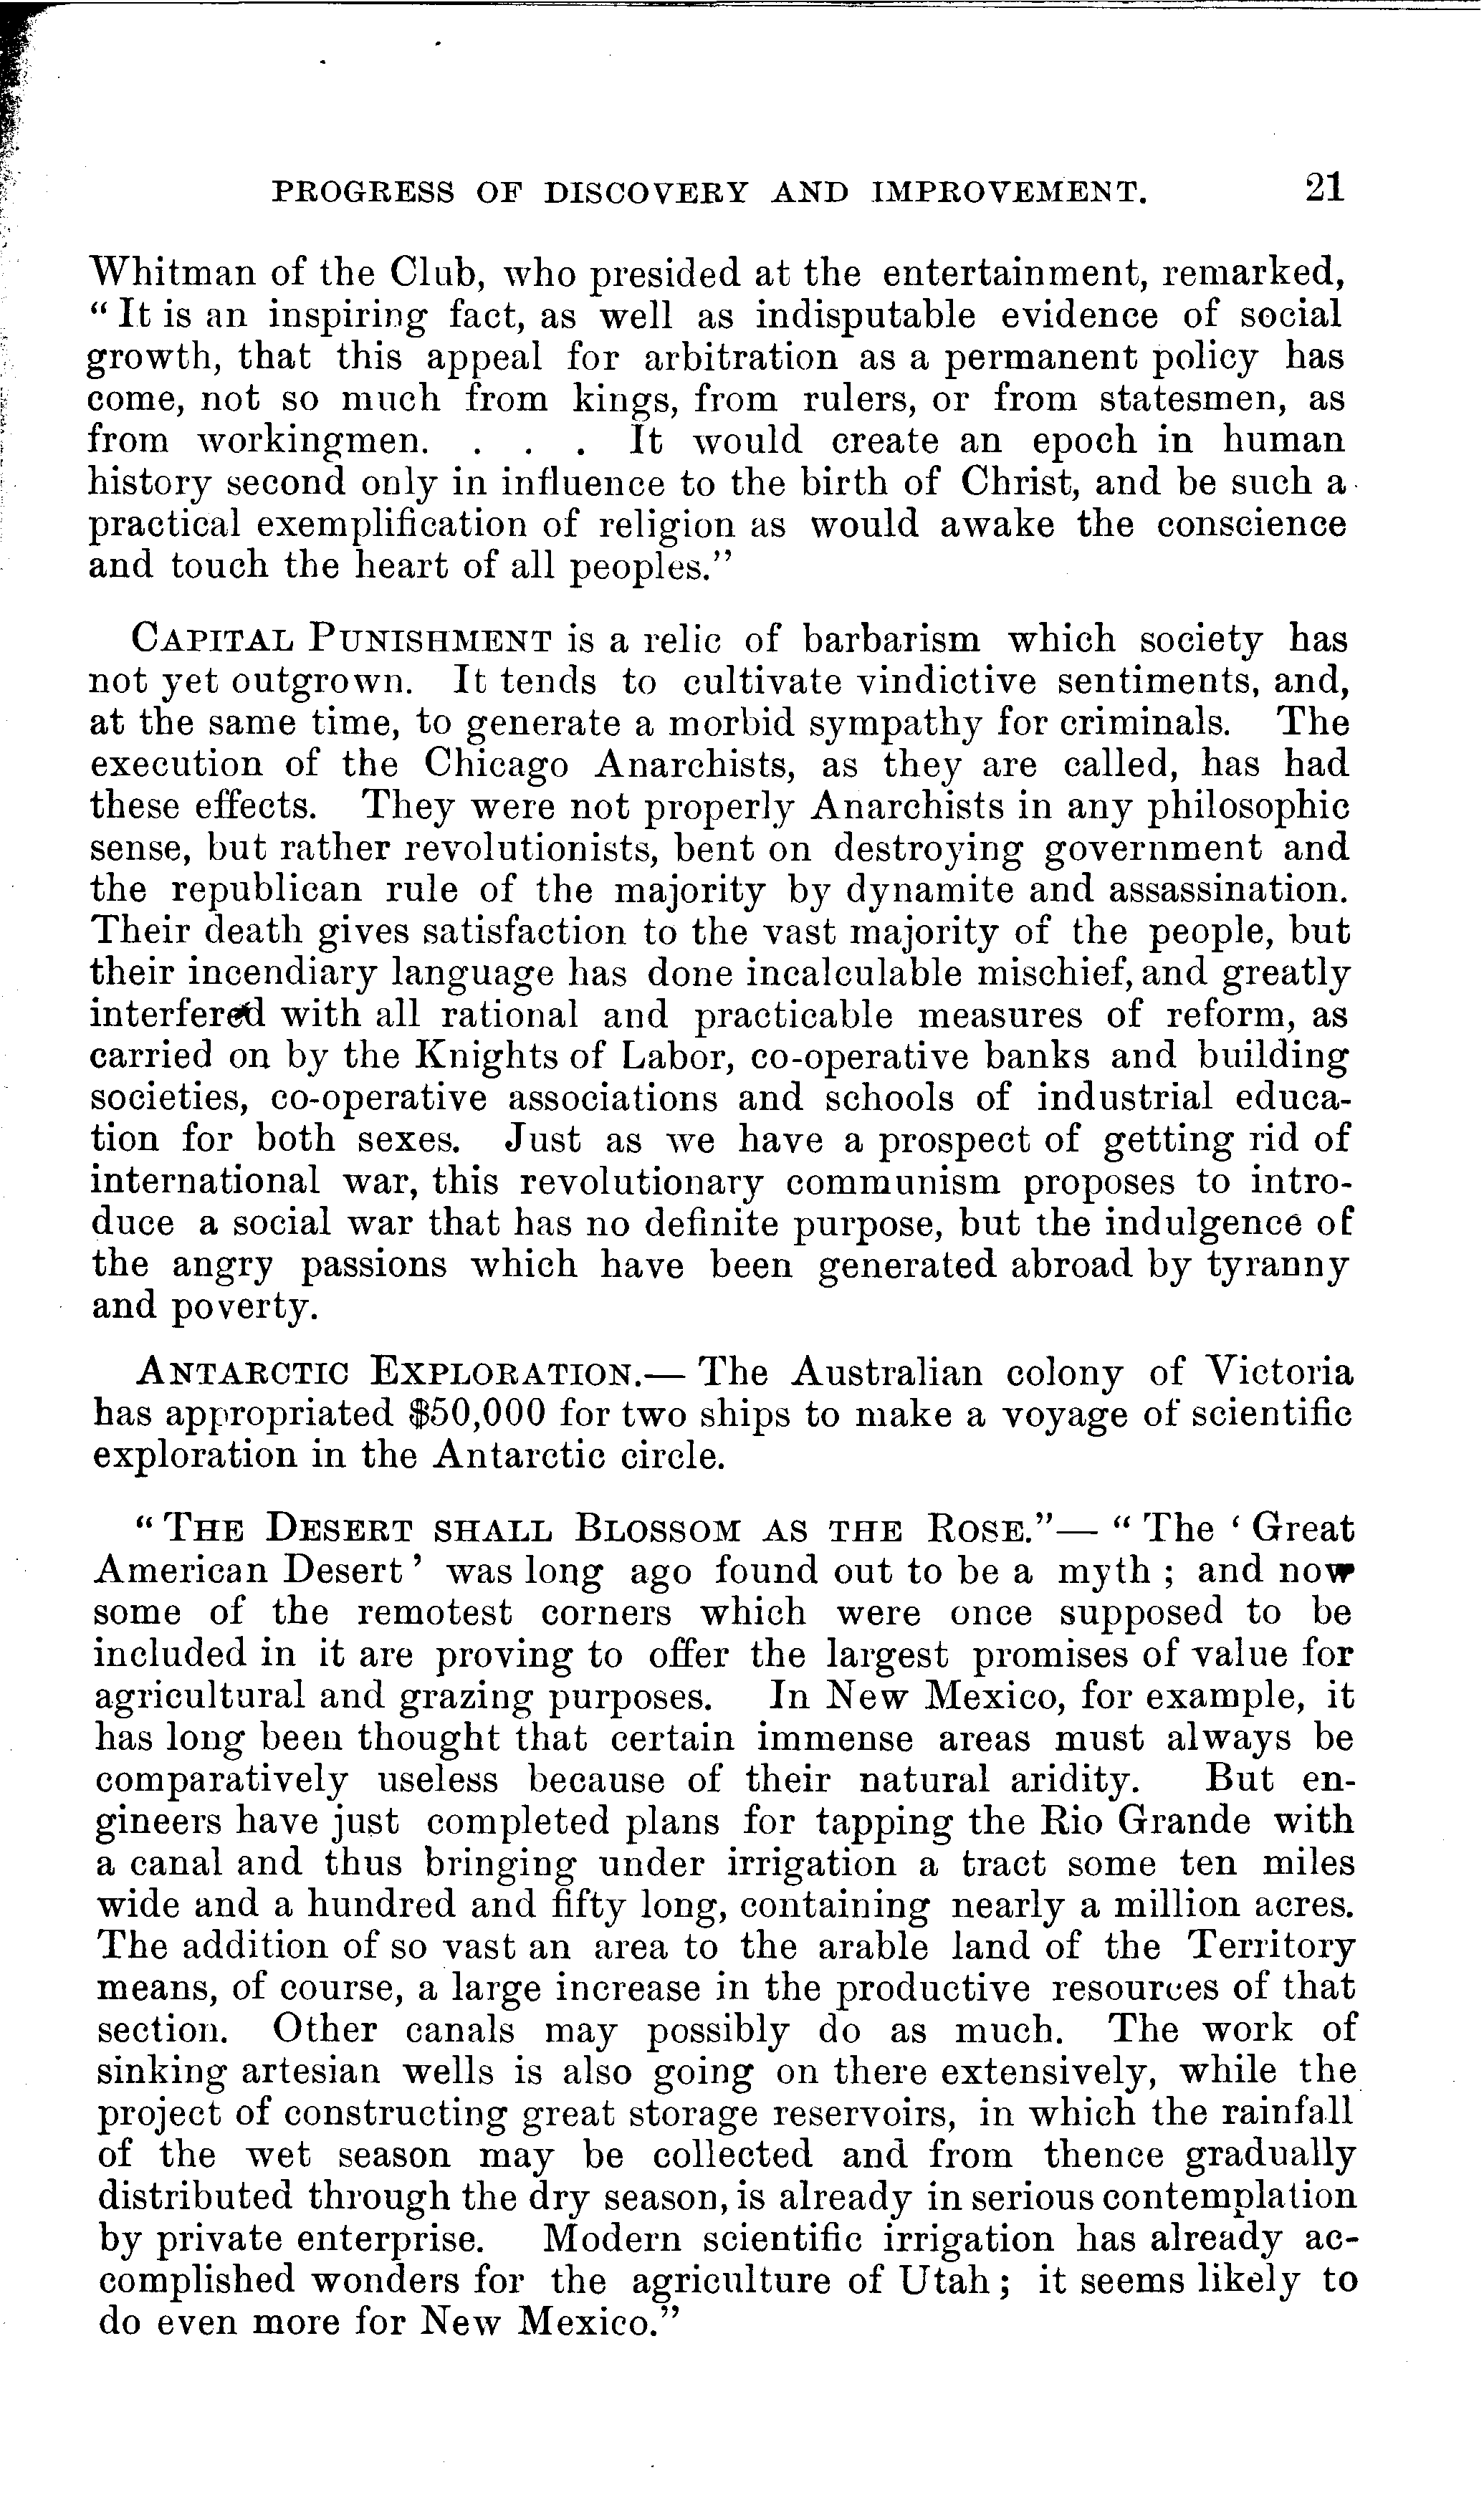 PROGRESS OF DISCOVERY AND IMPROVEMENT. 21
Whitman of the Club, who presided at the entertainment, remarked,
“ It is an inspiring fact, as well as indisputable evidence of social
growth, that this appeal for arbitration as a permanent policy has
come, not so much from kings, from rulers, or from statesmen, as
from workingmen. . . . It would create an epoch in human
history second only in influence to the birth of Christ, and be such a
practical exemplification of religion as would awake the conscience
and touch the heart of all peoples.”
CAPITAL PUNISHMENT is a relic of barbarism which society has
not yet outgrown. It tends to cultivate vindictive sentiments, and,
at the same time, to generate a morbid sympathy for criminals. The
execution of the Chicago Anarchists, as they are called, has had
these effects. They were not properly Anarchists in any philosophic
sense, but rather revolutionists, bent on destroying government and
the republican rule of the majority by dynamite and assassination.
Their death gives satisfaction to the vast majority of the people, but
their incendiary language has done incalculable mischief, and greatly
interfered with all rational and practicable measures of reform, as
carried on by the Knights of Labor, co-operative banks and building
societies, co-operative associations and schools of industrial educa-
tion for both sexes. Just as we have a prospect of getting rid of
international war, this revolutionary communism proposes to intro-
duce a social war that has no definite purpose, but the indulgence of
the angry passions which have been generated abroad by tyranny
and poverty.
ANTARCTIC EXPLORATION.— The Australian colony of Victoria
has appropriated $50,000 for two ships to make a voyage of scientific
exploration in the Antarctic circle.
“ THE DESERT SHALL BLOSSOM AS THE ROSE.”— “ The ‘ Great
American Desert ’ was long ago found out to be a myth ; and now
some of the remotest corners which were once supposed to be
included in it are proving to offer the largest promises of value for
agricultural and grazing purposes. In New Mexico, for example, it
has long been thought that certain immense areas must always be
comparatively useless because of their natural aridity. But en-
gineers have just completed plans for tapping the Rio Grande with
a canal and thus bringing under irrigation a tract some ten miles
wide and a hundred and fifty long, containing nearly a million acres.
The addition of so vast an area to the arable land of the Territory
means, of course, a large increase in the productive resources of that
section. Other canals may possibly do as much. The work of
sinking artesian wells is also going on there extensively, while the
project of constructing great storage reservoirs, in which the rainfall
of the wet season may be collected and from thence gradually
distributed through the dry season, is already in serious contemplation
by private enterprise. Modern scientific irrigation has already ac-
complished wonders for the agriculture of Utah ; it seems likely to
do even more for New Mexico.”